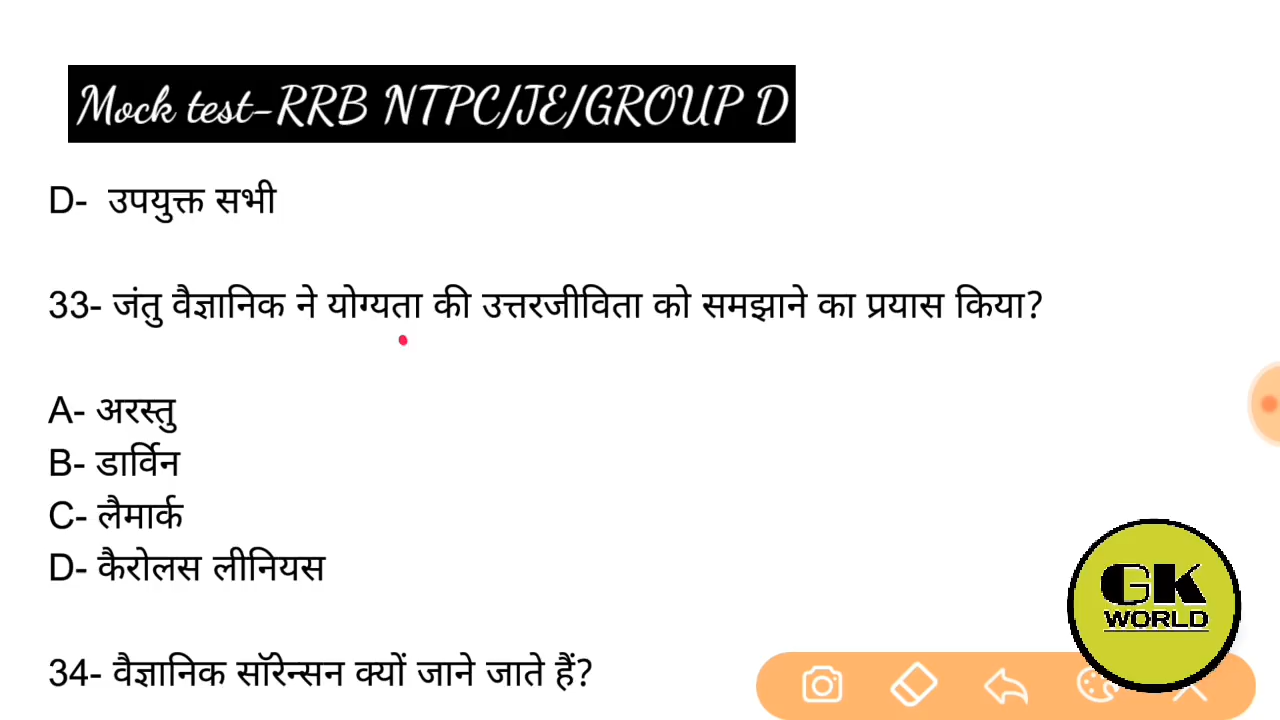 Mock test-RRB NTPC/JE/GROUP D
D- उपयुक्त सभी
33- जंतु वैज्ञानिक ने योग्यता की उत्तरजीविता को समझाने का प्रयास किया?
A- अरस्तु
B- डार्विन
C- लैमार्क
D- कैरोलस लीनियस
34- वैज्ञानिक सॉरेन्सन क्यों जाने जाते हैं?
GK
WORLD